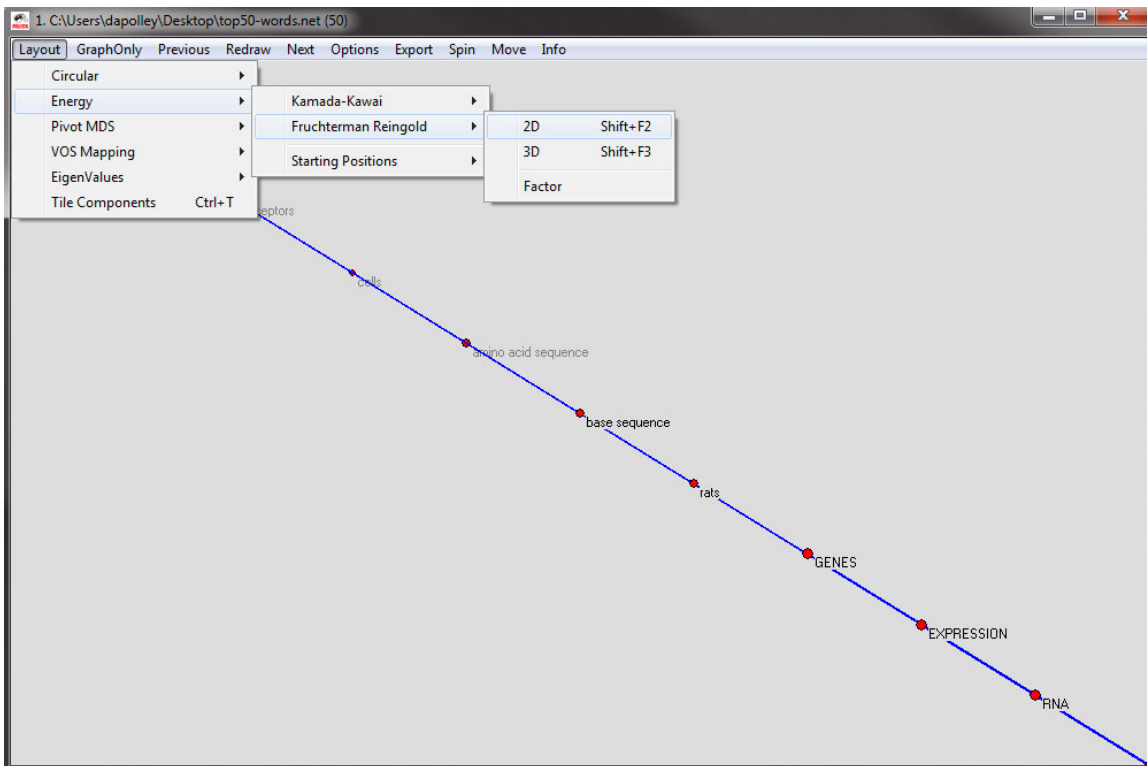 1. C:\Users\dapolley\Desktop\top50-words.net (50)
Layout GraphOnly Previous Redraw Next Options Export Spin Move Info
Circular
Energy
Pivot MDS
VOS Mapping
EigenValues
Tile Components Ctrl+T
Kamada-Kawai
Fruchterman Reingold
Starting Positions
2D Shift+F2
3D Shift+F3
Factor
eptors
cells
amino acid sequence
base sequence
rats
GENES
EXPRESSION
RNA